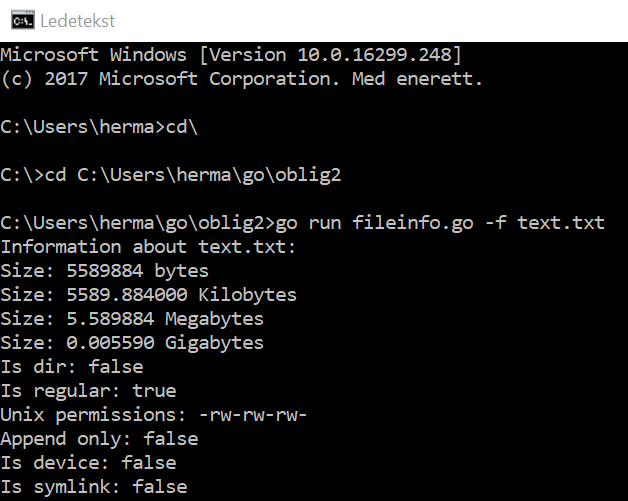 Ledetekst
Microsoft Windows [Version 10.0.16299.248]
(c) 2017 Microsoft Corporation. Med enerett.
C:\Users\herma>cd\
C:\>cd C:\Users\herma\go\oblig2
C:\Users\herma\go\oblig2>go run fileinfo.go -f text.txt
Information about text.txt:
Size: 5589884 bytes
Size: 5589.884000 Kilobytes
Size: 5.589884 Megabytes
Size: 0.005590 Gigabytes
Is dir: false
Is regular: true
Unix permissions: -rw-rw-rw-
Append only: false
Is device: false
Is symlink: false